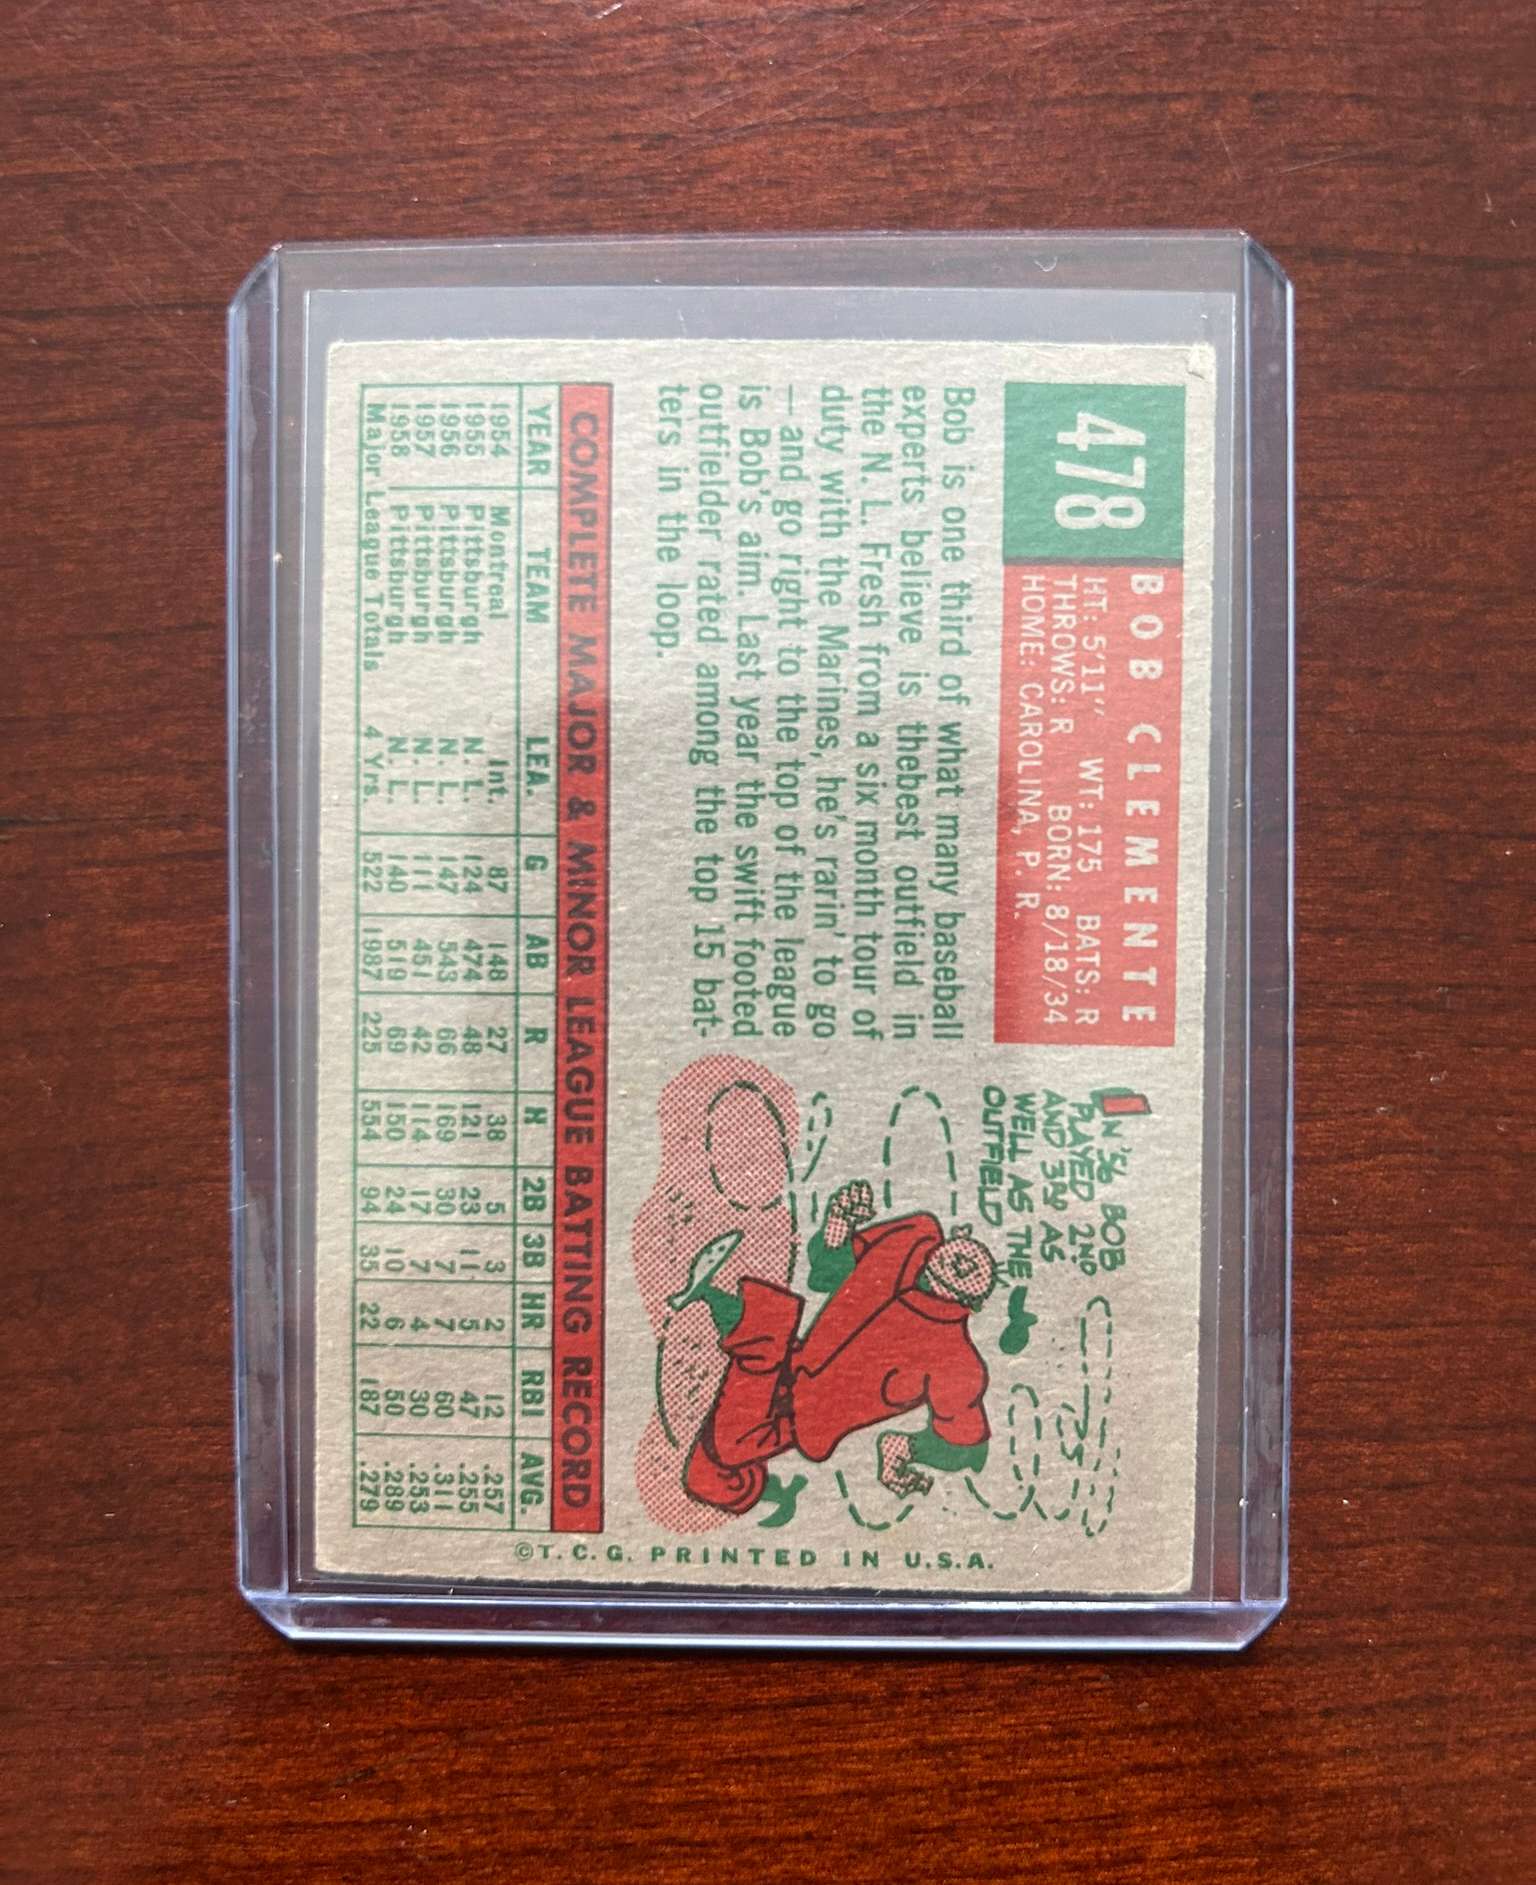 478
BOB CLEMENTE
HT: 5'11" WT: 175 BATS: R
THROWS: R BORN: 8/18/34
HOME: CAROLINA, P. R.
Bob is one third of what many baseball
experts believe is thebest outfield in
the N. L. Fresh from a six month tour of
duty with the Marines, he's rarin' to go
—and go right to the top of the league
is Bob's aim. Last year the swift footed
outfielder rated among the top 15 bat-
ters in the loop.
IN '56 BOB
PLAYED 2ND
AND 3RD AS
WELL AS THE
OUTFIELD
COMPLETE MAJOR & MINOR LEAGUE BATTING RECORD
YEAR TEAM LEA. G AB R H 2B 3B HR RBI AVG.
1954 Montreal Int. 87 148 27 38 5 3 2 12 .257
1955 Pittsburgh N. L. 124 474 48 121 23 11 5 47 .255
1956 Pittsburgh N. L. 147 543 66 169 30 7 7 60 .311
1957 Pittsburgh N. L. 111 451 42 114 17 7 4 30 .253
1958 Pittsburgh N. L. 140 519 69 150 24 10 6 50 .289
Major League Totals 4 Yrs. 522 1987 225 554 94 35 22 187 .279
©T. C. G. PRINTED IN U.S.A.